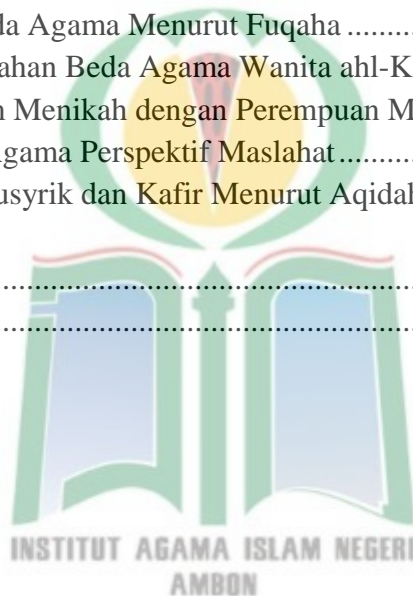 da Agama Menurut Fuqaha ..................
ahan Beda Agama Wanita ahl-K
n Menikah dengan Perempuan M
gama Perspektif Maslahat ..................
usyrik dan Kafir Menurut Aqidah
......................................................
......................................................
INSTITUT AGAMA ISLAM NEGERI
AMBON